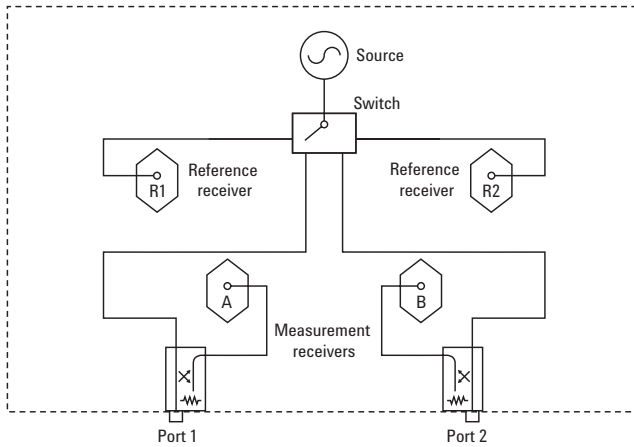 Source
Switch
Reference
receiver
R1
Reference
receiver
R2
A
B
Measurement
receivers
Port 1
Port 2